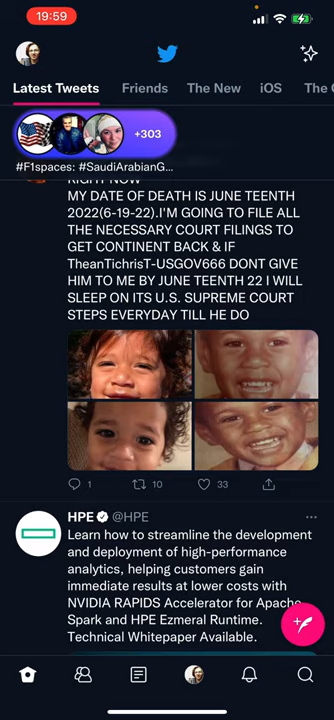 19:59
Latest Tweets Friends The New iOS The
+303
#F1spaces: #SaudiArabianG...
RIGHT NOW
MY DATE OF DEATH IS JUNE TEENTH
2022(6-19-22).I'M GOING TO FILE ALL
THE NECESSARY COURT FILINGS TO
GET CONTINENT BACK & IF
TheanTichrisT-USGOV666 DONT GIVE
HIM TO ME BY JUNE TEENTH 22 I WILL
SLEEP ON ITS U.S. SUPREME COURT
STEPS EVERYDAY TILL HE DO
1 10 33
HPE @HPE ...
Learn how to streamline the development
and deployment of high-performance
analytics, helping customers gain
immediate results at lower costs with
NVIDIA RAPIDS Accelerator for Apache
Spark and HPE Ezmeral Runtime.
Technical Whitepaper Available.